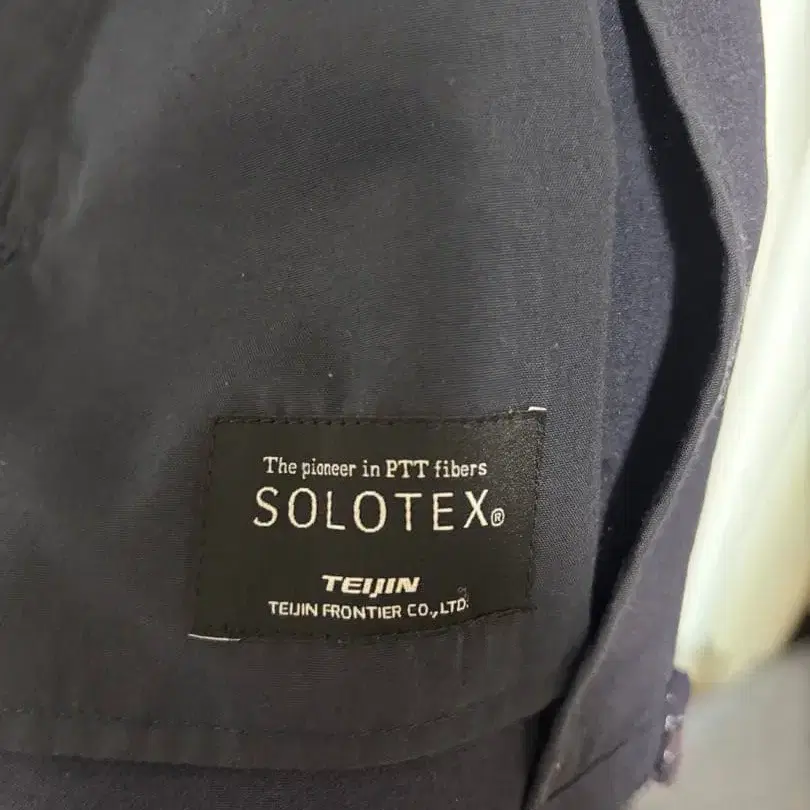 The pioneer in PTT fibers
SOLOTEX®
TEIJIN
TEIJIN FRONTIER CO.,LTD.